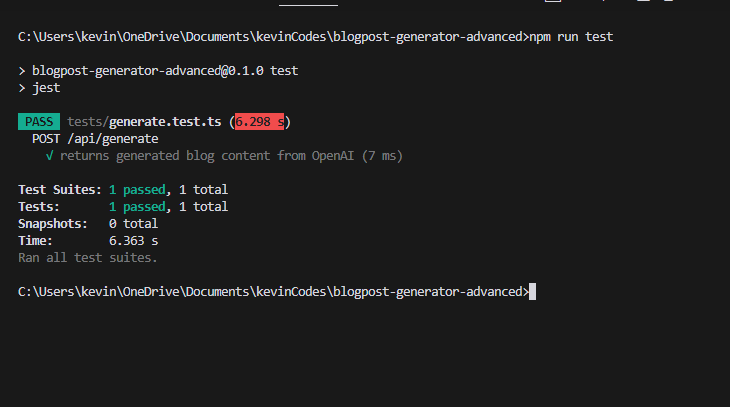 C:\Users\kevin\OneDrive\Documents\kevinCodes\blogpost-generator-advanced>npm run test
> blogpost-generator-advanced@0.1.0 test
> jest
PASS tests/generate.test.ts (6.298 s)
POST /api/generate
√ returns generated blog content from OpenAI (7 ms)
Test Suites: 1 passed, 1 total
Tests: 1 passed, 1 total
Snapshots: 0 total
Time: 6.363 s
Ran all test suites.
C:\Users\kevin\OneDrive\Documents\kevinCodes\blogpost-generator-advanced>